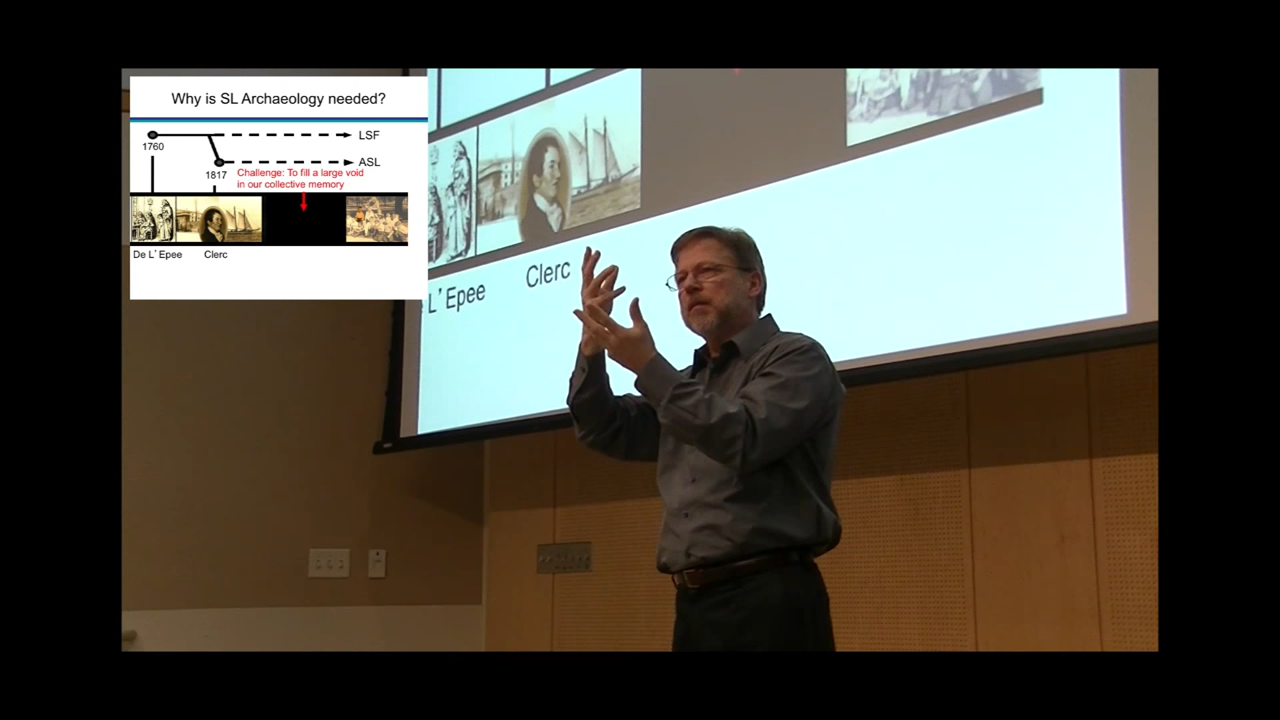 Why is SL Archaeology needed?
LSF
1760
ASL
1817
Challenge: To fill a large void
in our collective memory
De L'Epee
Clerc
L'Epee
Clerc